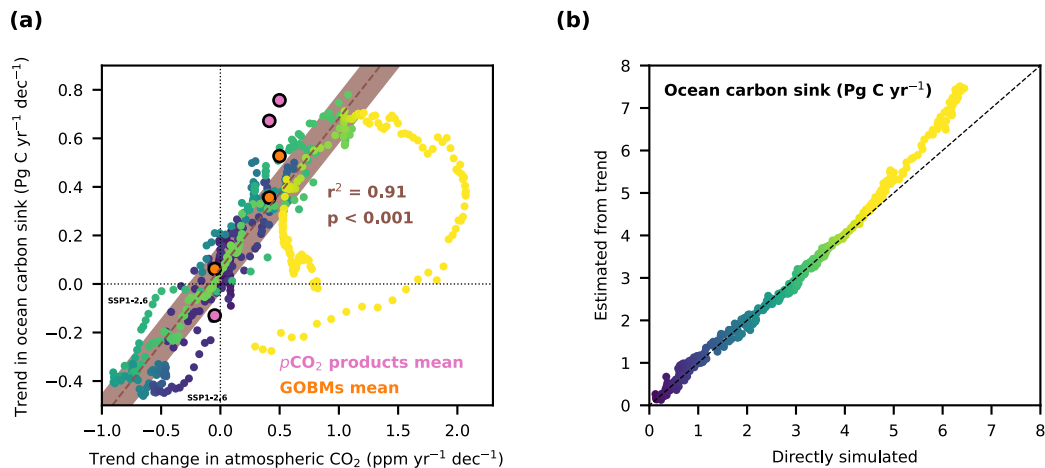 (a)
Trend in ocean carbon sink (Pg C yr⁻¹ dec⁻¹)
0.8
0.6
0.4
0.2
0.0
−0.2
−0.4
r² = 0.91
p < 0.001
SSP1-2.6
SSP1-2.6
pCO₂ products mean
GOBMs mean
−1.0 −0.5 0.0 0.5 1.0 1.5 2.0
Trend change in atmospheric CO₂ (ppm yr⁻¹ dec⁻¹)
(b)
Estimated from trend
8
7
6
5
4
3
2
1
0
Ocean carbon sink (Pg C yr⁻¹)
0 1 2 3 4 5 6 7 8
Directly simulated